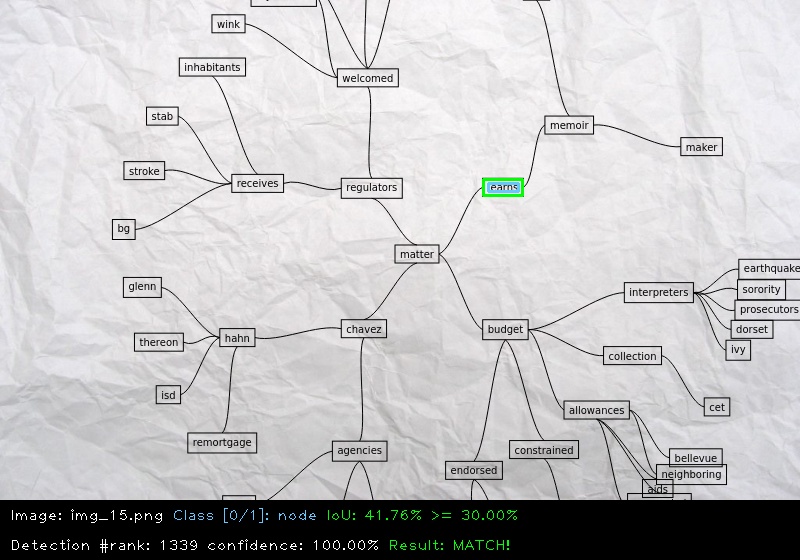 wink
welcomed
inhabitants
stab
memoir
maker
stroke
receives
regulators
earns
bg
matter
earthquake
glenn
interpreters
sorority
prosecutors
chavez
budget
dorset
hahn
thereon
ivy
collection
isd
cet
allowances
remortgage
agencies
constrained
bellevue
endorsed
neighboring
aids
Image: img_15.png Class [0/1]: node IoU: 41.76% >= 30.00%
Detection #rank: 1339 confidence: 100.00% Result: MATCH!